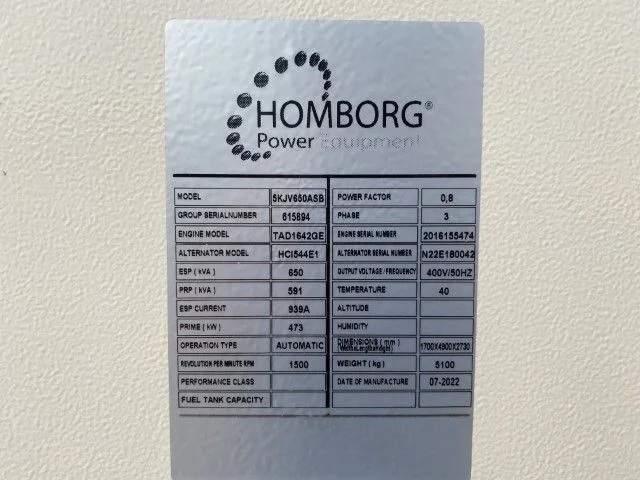 HOMBORG®
Power Equipment
MODEL 5KJV650ASB POWER FACTOR 0,8
GROUP SERIALNUMBER 615894 PHASE 3
ENGINE MODEL TAD1642GE ENGINE SERIAL NUMBER 2016155474
ALTERNATOR MODEL HCI544E1 ALTERNATOR SERIAL NUMBER N22E180042
ESP ( kVA ) 650 OUTPUT VOLTAGE / FREQUENCY 400V/50HZ
PRP ( kVA ) 591 TEMPERATURE 40
ESP CURRENT 939A ALTITUDE
PRIME ( kW ) 473 HUMIDITY
OPERATION TYPE AUTOMATIC DIMENSIONS ( mm ) 1700X4900X2730
(WidthxLengthxHeight)
REVOLUTION PER MINUTE RPM 1500 WEIGHT ( kg ) 5100
PERFORMANCE CLASS DATE OF MANUFACTURE 07-2022
FUEL TANK CAPACITY